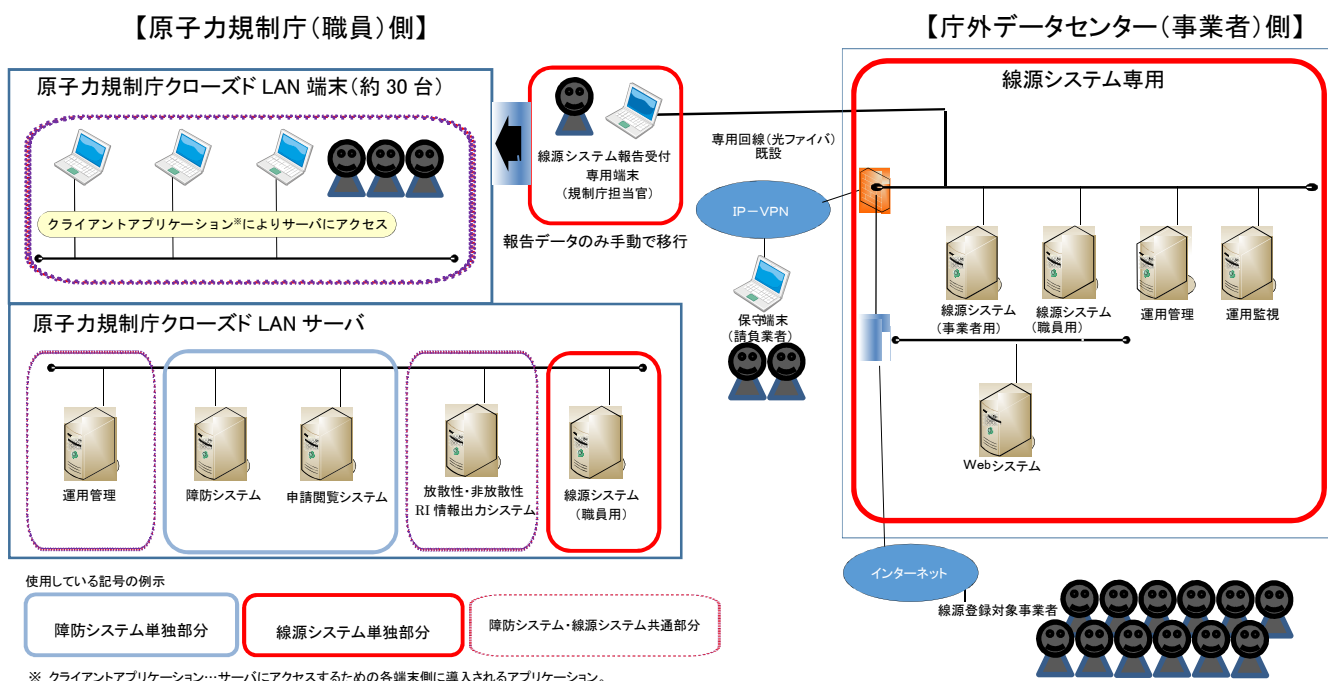 【原子力規制庁（職員）側】
【庁外データセンター（事業者）側】
原子力規制庁クローズド LAN 端末（約 30 台）
クライアントアプリケーション※によりサーバにアクセス
線源システム報告受付
専用端末
（規制庁担当官）
報告データのみ手動で移行
専用回線（光ファイバ）
既設
IP－VPN
保守端末
（請負業者）
線源システム専用
線源システム
（事業者用）
線源システム
（職員用）
運用管理
運用監視
Webシステム
原子力規制庁クローズド LAN サーバ
運用管理
障防システム
申請閲覧システム
放散性・非放散性
RI 情報出力システム
線源システム
（職員用）
インターネット
線源登録対象事業者
使用している記号の例示
障防システム単独部分
線源システム単独部分
障防システム・線源システム共通部分
※ クライアントアプリケーション…サーバにアクセスするための各端末側に導入されるアプリケーション。